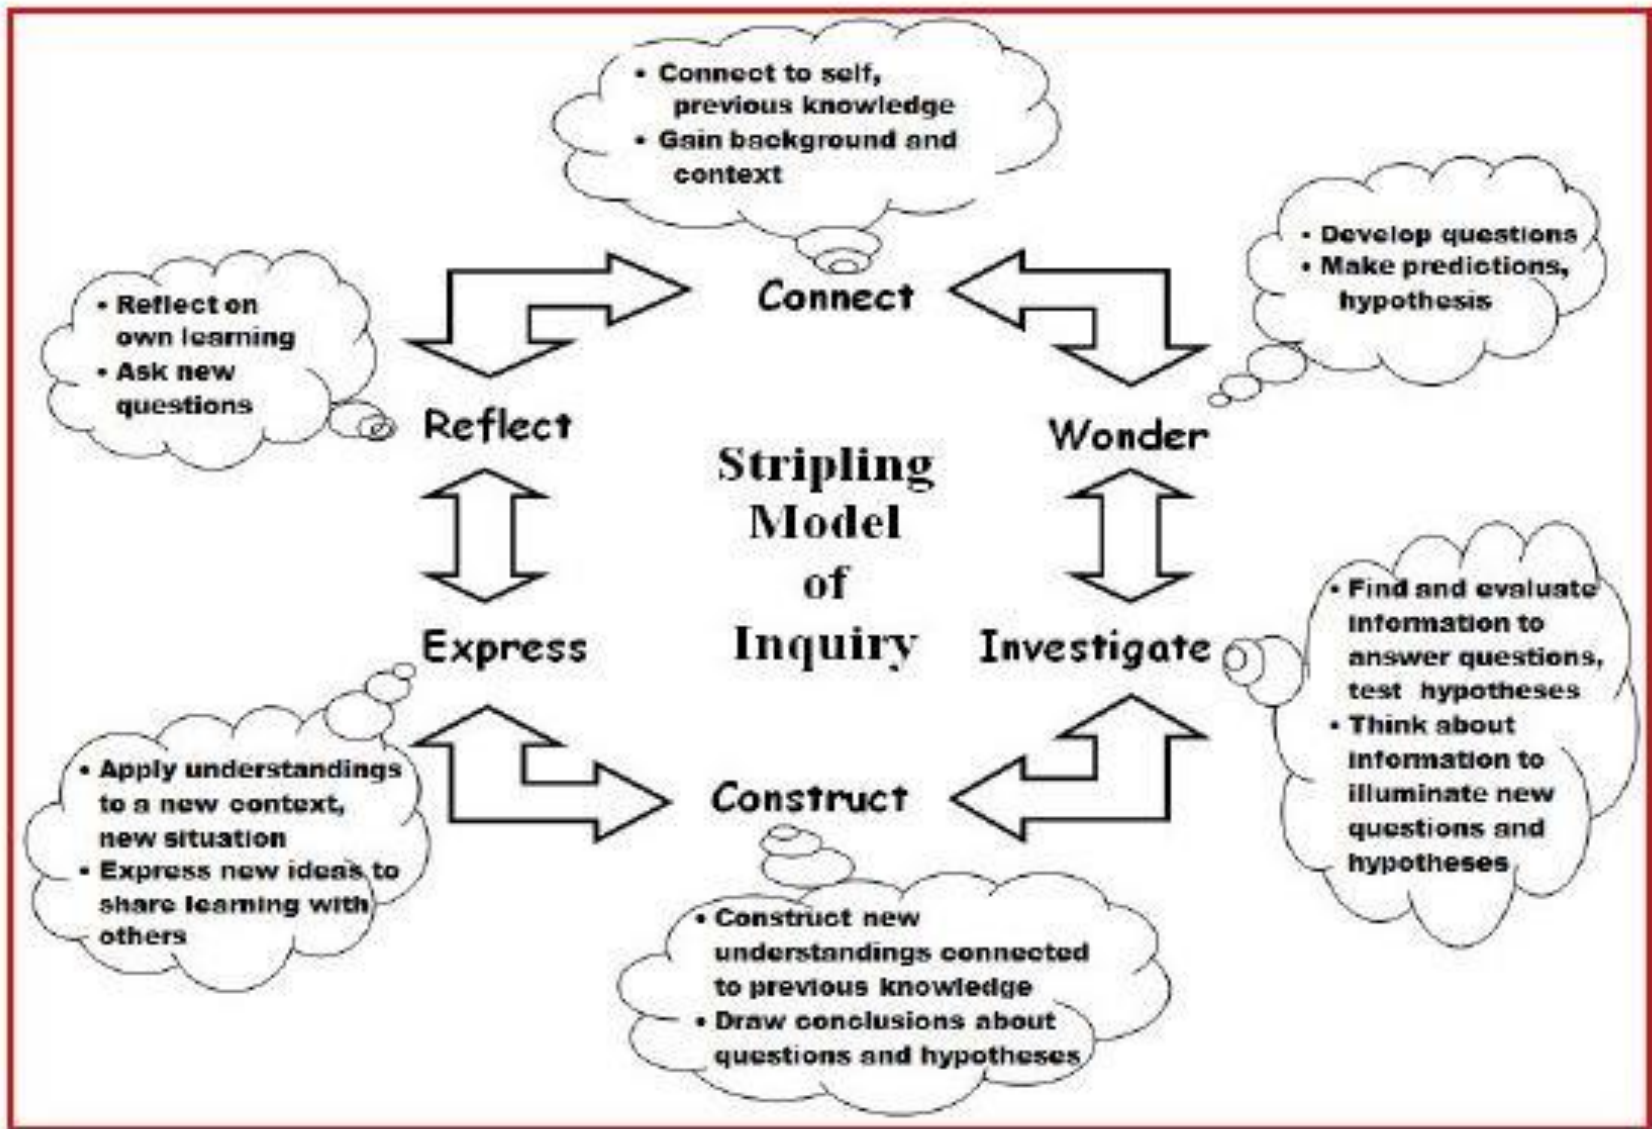 • Connect to self,
previous knowledge
• Gain background and
context
Connect
• Develop questions
• Make predictions,
hypothesis
Wonder
• Find and evaluate
information to
answer questions,
test hypotheses
• Think about
information to
illuminate new
questions and
hypotheses
Investigate
• Construct new
understandings connected
to previous knowledge
• Draw conclusions about
questions and hypotheses
Construct
• Apply understandings
to a new context,
new situation
• Express new ideas to
share learning with
others
Express
• Reflect on
own learning
• Ask new
questions
Reflect
Stripling
Model
of
Inquiry